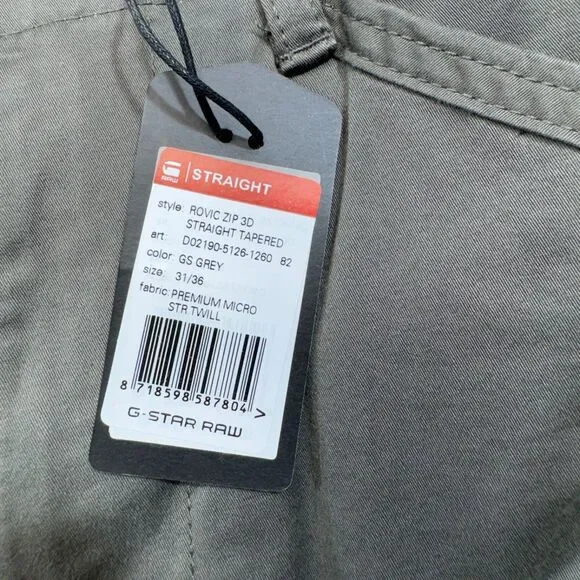 G RAW | STRAIGHT
style: ROVIC ZIP 3D
STRAIGHT TAPERED
art: D02190-5126-1260 82
color: GS GREY
size: 31/36
fabric: PREMIUM MICRO
STR TWILL
8 718598 587804 >
G-STAR RAW